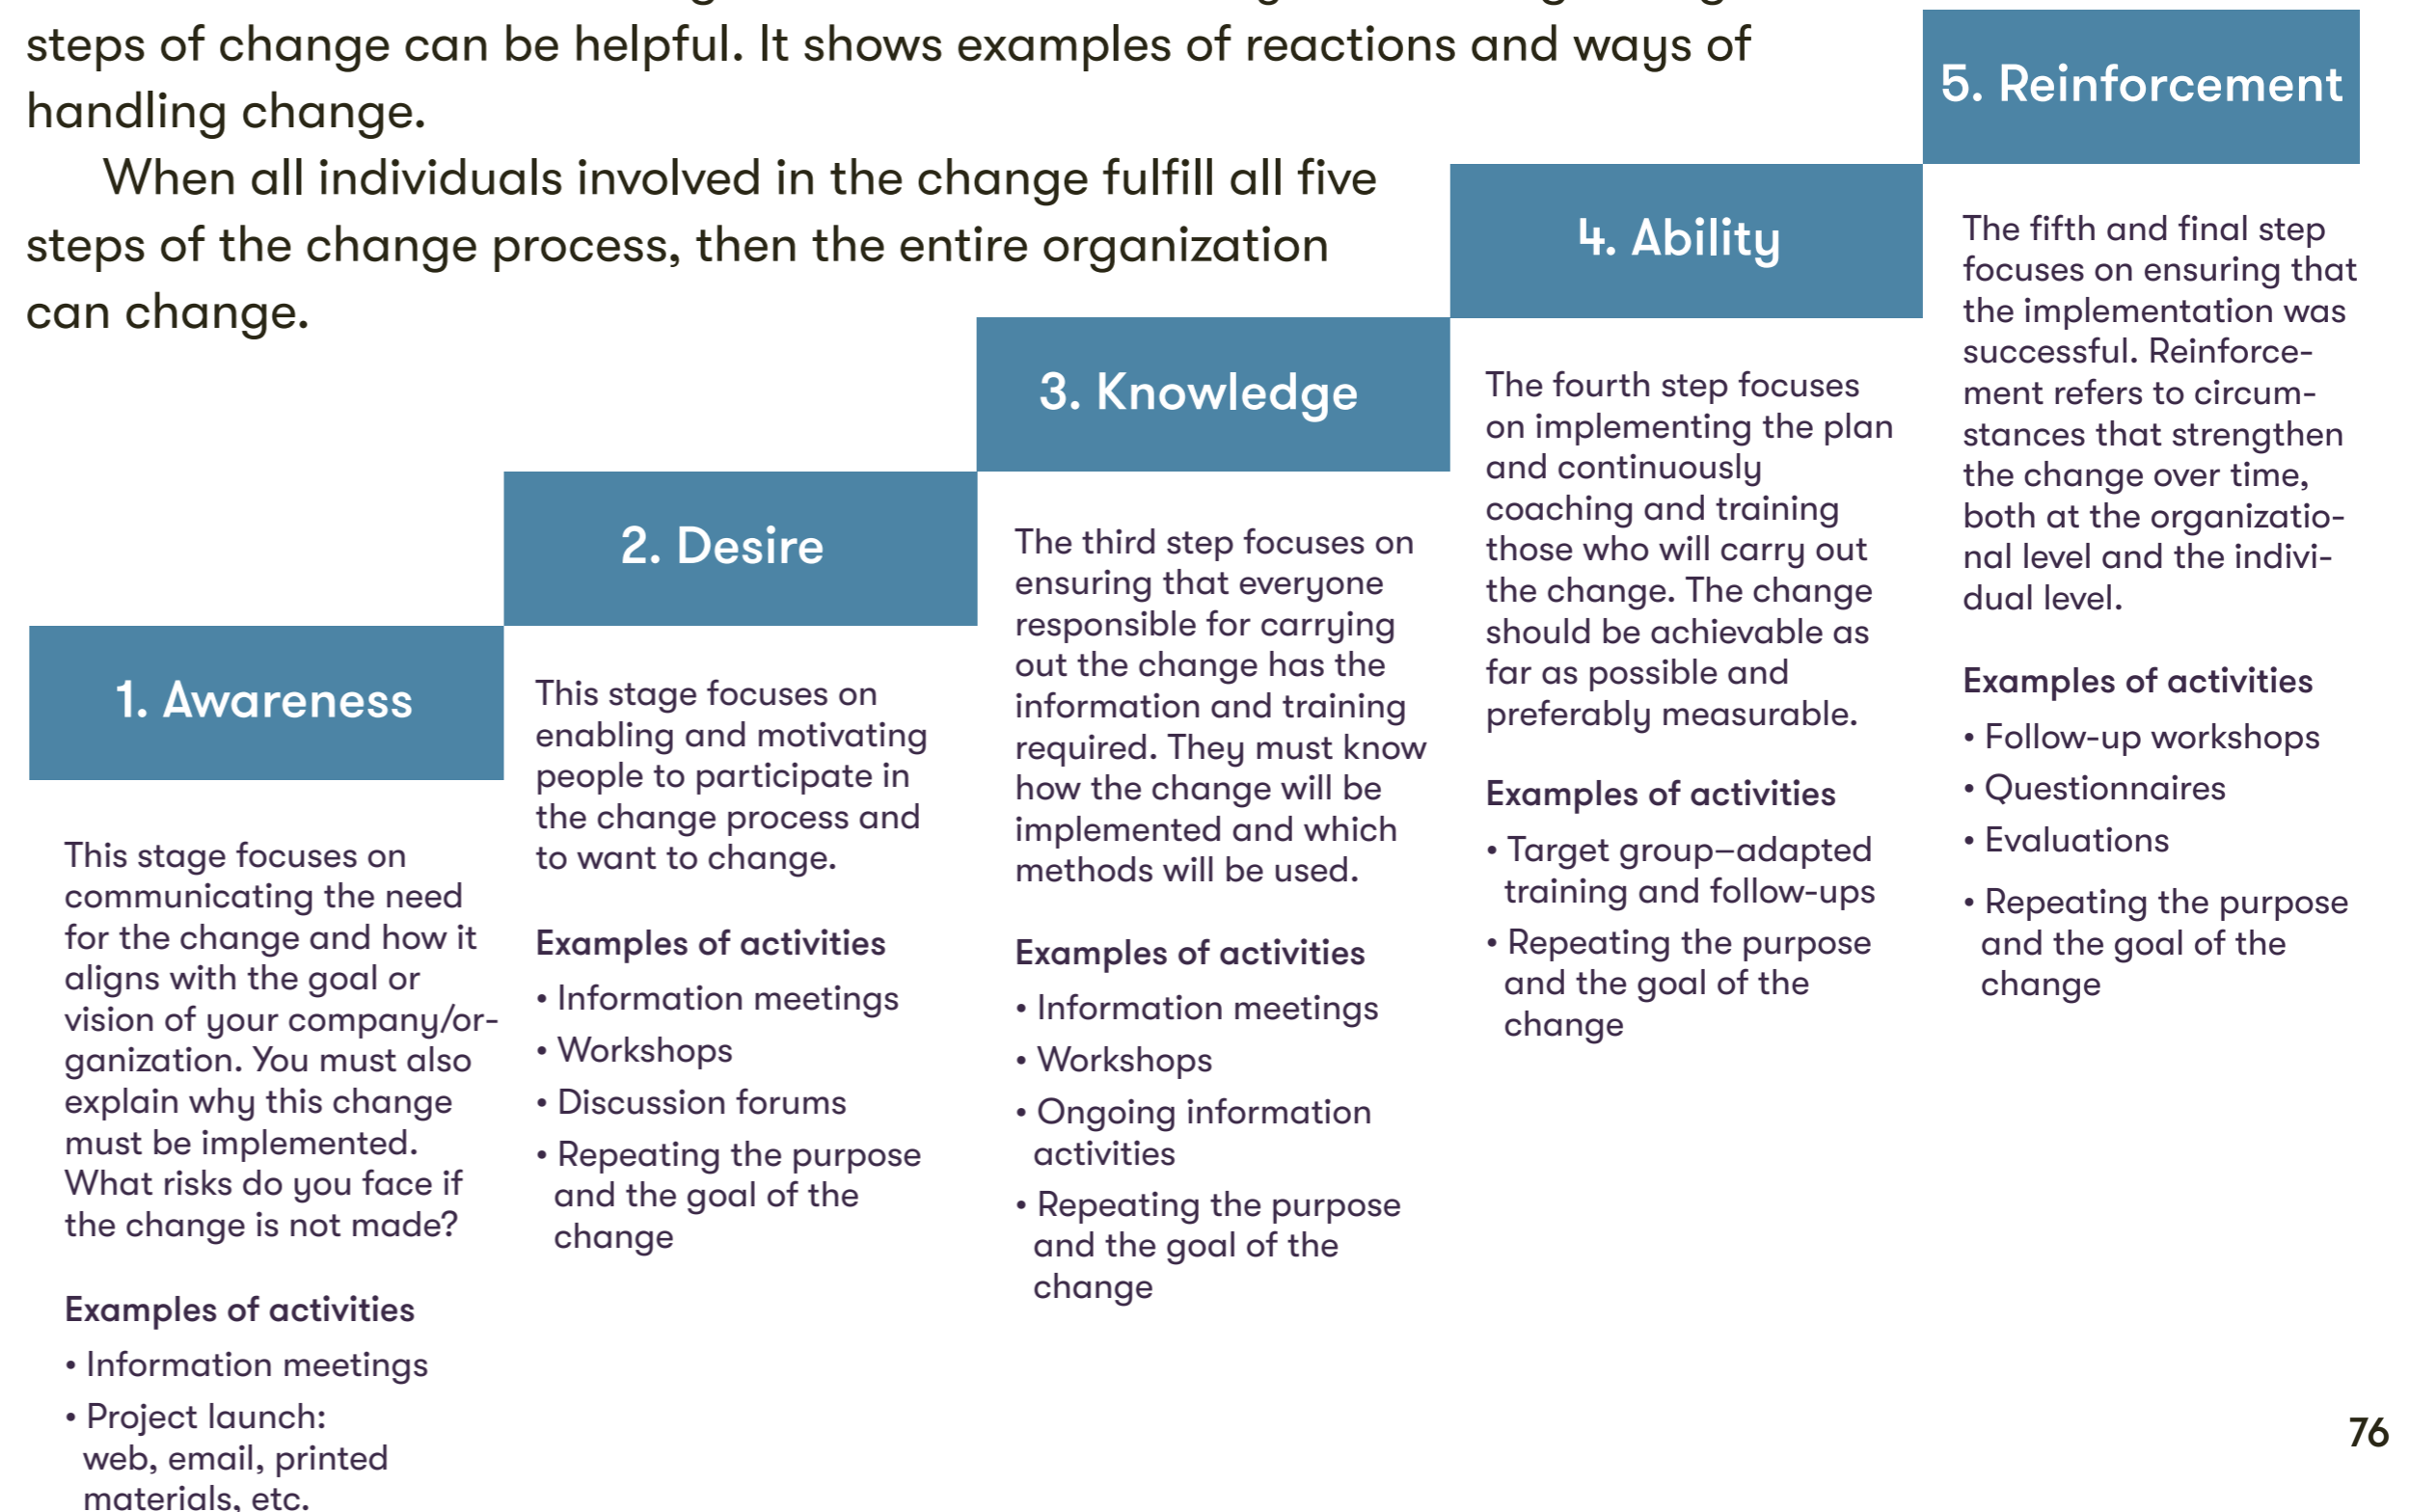 steps of change can be helpful. It shows examples of reactions and ways of
handling change.
When all individuals involved in the change fulfill all five
steps of the change process, then the entire organization
can change.
1. Awareness
This stage focuses on
communicating the need
for the change and how it
aligns with the goal or
vision of your company/or-
ganization. You must also
explain why this change
must be implemented.
What risks do you face if
the change is not made?
Examples of activities
• Information meetings
• Project launch:
web, email, printed
materials, etc.
2. Desire
This stage focuses on
enabling and motivating
people to participate in
the change process and
to want to change.
Examples of activities
• Information meetings
• Workshops
• Discussion forums
• Repeating the purpose
and the goal of the
change
3. Knowledge
The third step focuses on
ensuring that everyone
responsible for carrying
out the change has the
information and training
required. They must know
how the change will be
implemented and which
methods will be used.
Examples of activities
• Information meetings
• Workshops
• Ongoing information
activities
• Repeating the purpose
and the goal of the
change
4. Ability
The fourth step focuses
on implementing the plan
and continuously
coaching and training
those who will carry out
the change. The change
should be achievable as
far as possible and
preferably measurable.
Examples of activities
• Target group–adapted
training and follow-ups
• Repeating the purpose
and the goal of the
change
5. Reinforcement
The fifth and final step
focuses on ensuring that
the implementation was
successful. Reinforce-
ment refers to circum-
stances that strengthen
the change over time,
both at the organizatio-
nal level and the indivi-
dual level.
Examples of activities
• Follow-up workshops
• Questionnaires
• Evaluations
• Repeating the purpose
and the goal of the
change
76